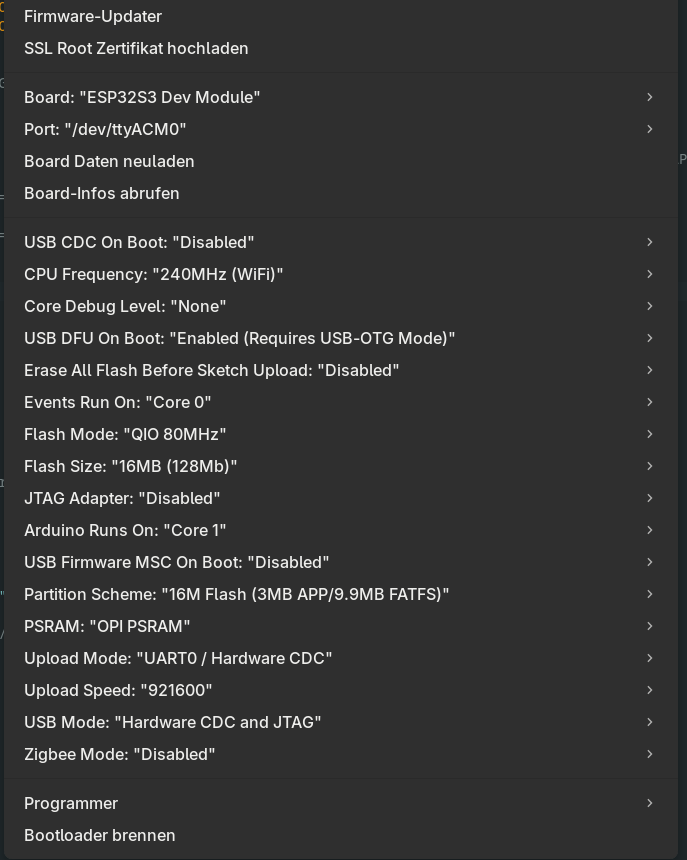 Firmware-Updater
SSL Root Zertifikat hochladen
Board: "ESP32S3 Dev Module"
Port: "/dev/ttyACM0"
Board Daten neuladen
Board-Infos abrufen
USB CDC On Boot: "Disabled"
CPU Frequency: "240MHz (WiFi)"
Core Debug Level: "None"
USB DFU On Boot: "Enabled (Requires USB-OTG Mode)"
Erase All Flash Before Sketch Upload: "Disabled"
Events Run On: "Core 0"
Flash Mode: "QIO 80MHz"
Flash Size: "16MB (128Mb)"
JTAG Adapter: "Disabled"
Arduino Runs On: "Core 1"
USB Firmware MSC On Boot: "Disabled"
Partition Scheme: "16M Flash (3MB APP/9.9MB FATFS)"
PSRAM: "OPI PSRAM"
Upload Mode: "UART0 / Hardware CDC"
Upload Speed: "921600"
USB Mode: "Hardware CDC and JTAG"
Zigbee Mode: "Disabled"
Programmer
Bootloader brennen